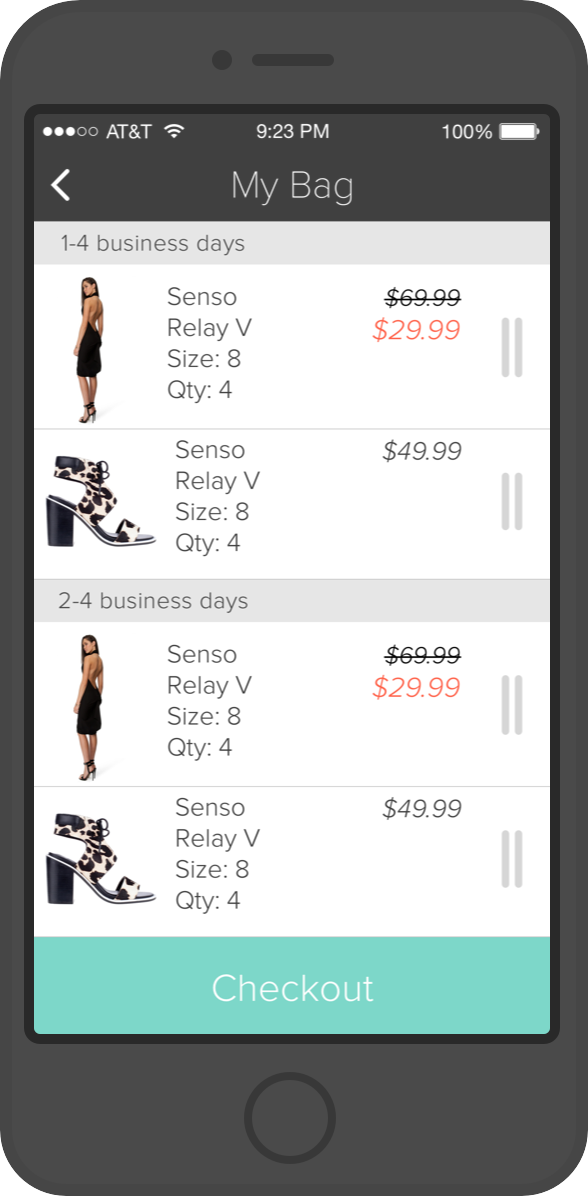 AT&T 9:23 PM 100%
My Bag
1-4 business days
Senso $69.99
Relay V $29.99
Size: 8
Qty: 4
Senso $49.99
Relay V
Size: 8
Qty: 4
2-4 business days
Senso $69.99
Relay V $29.99
Size: 8
Qty: 4
Senso $49.99
Relay V
Size: 8
Qty: 4
Checkout